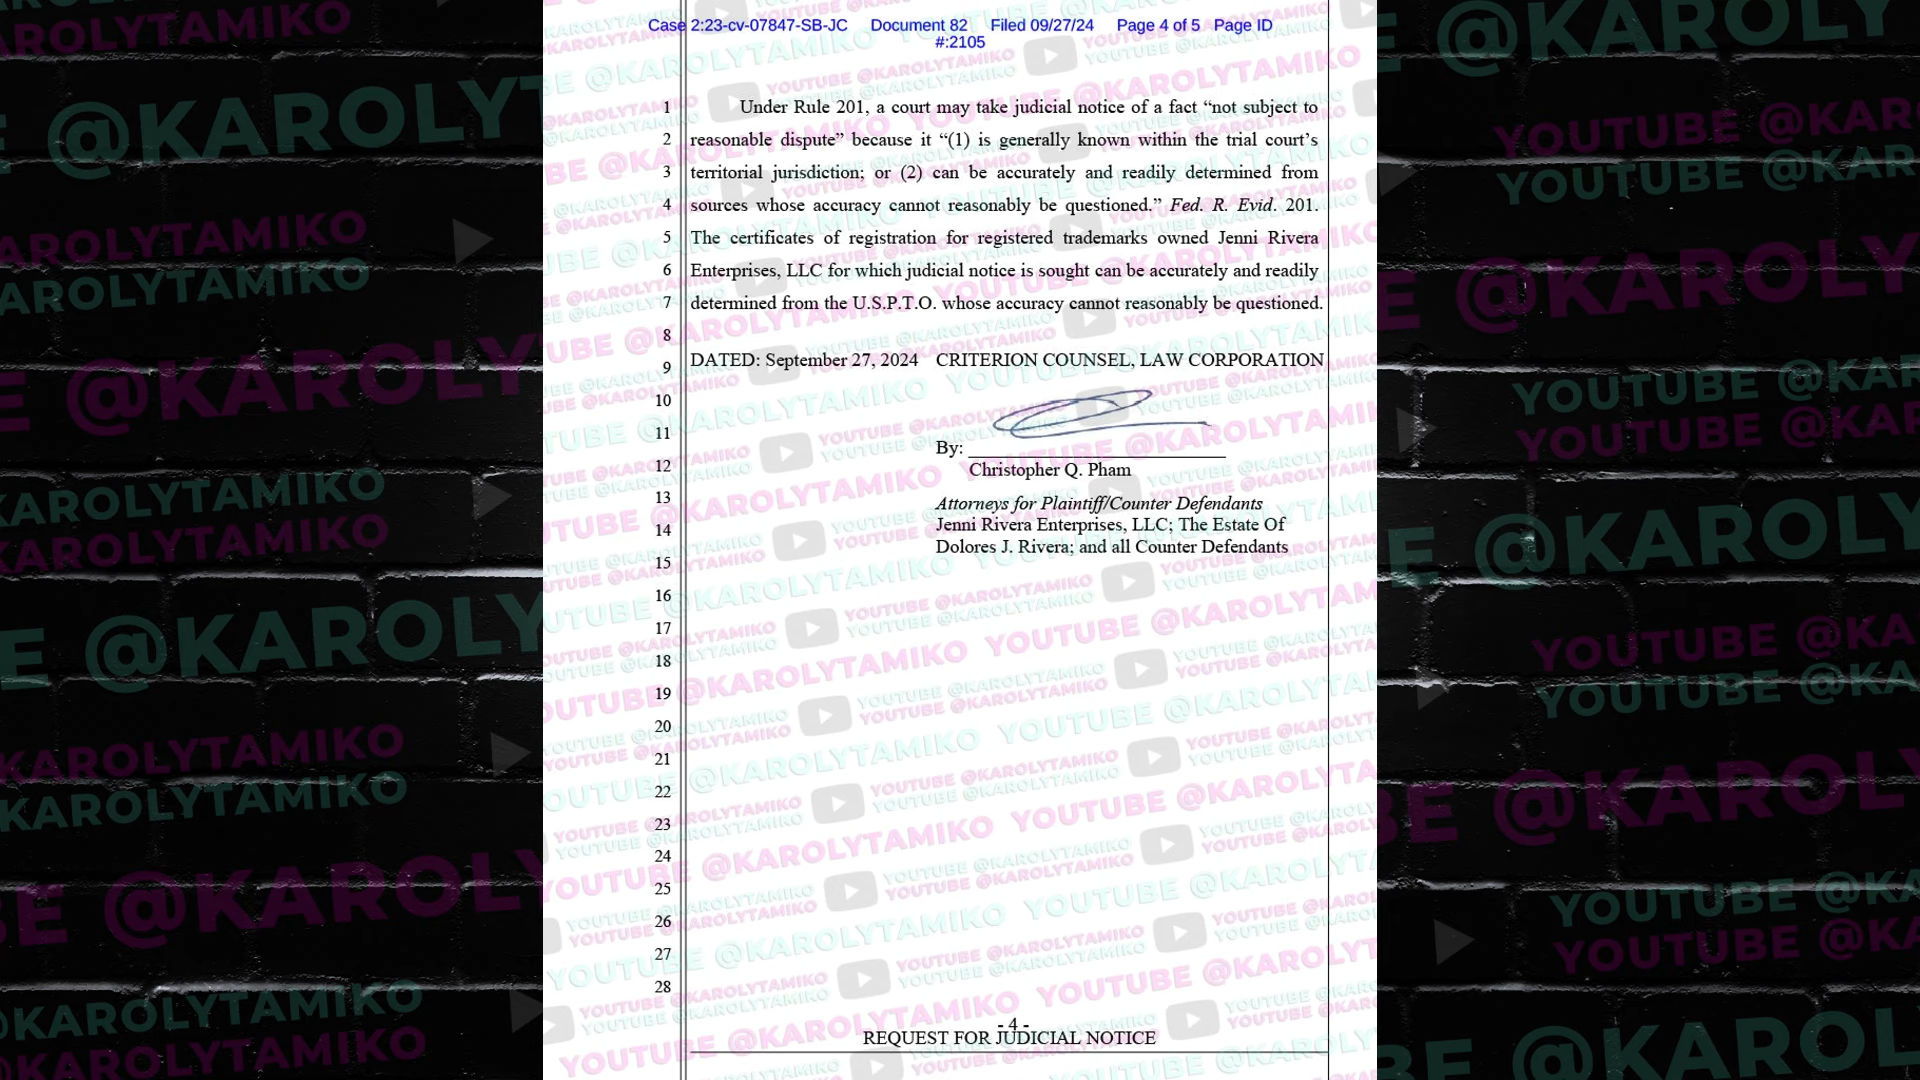 Case 2:23-cv-07847-SB-JC Document 82 Filed 09/27/24 Page 4 of 5 Page ID
#:2105
1 Under Rule 201, a court may take judicial notice of a fact “not subject to
2 reasonable dispute” because it “(1) is generally known within the trial court’s
3 territorial jurisdiction; or (2) can be accurately and readily determined from
4 sources whose accuracy cannot reasonably be questioned.” Fed. R. Evid. 201.
5 The certificates of registration for registered trademarks owned Jenni Rivera
6 Enterprises, LLC for which judicial notice is sought can be accurately and readily
7 determined from the U.S.P.T.O. whose accuracy cannot reasonably be questioned.
8
9 DATED: September 27, 2024 CRITERION COUNSEL, LAW CORPORATION
10
11
By:
12 Christopher Q. Pham
13 Attorneys for Plaintiff/Counter Defendants
14 Jenni Rivera Enterprises, LLC; The Estate Of
15 Dolores J. Rivera; and all Counter Defendants
16
17
18
19
20
21
22
23
24
25
26
27
28
- 4 -
REQUEST FOR JUDICIAL NOTICE
YOUTUBE @KAROLYTAMIKO